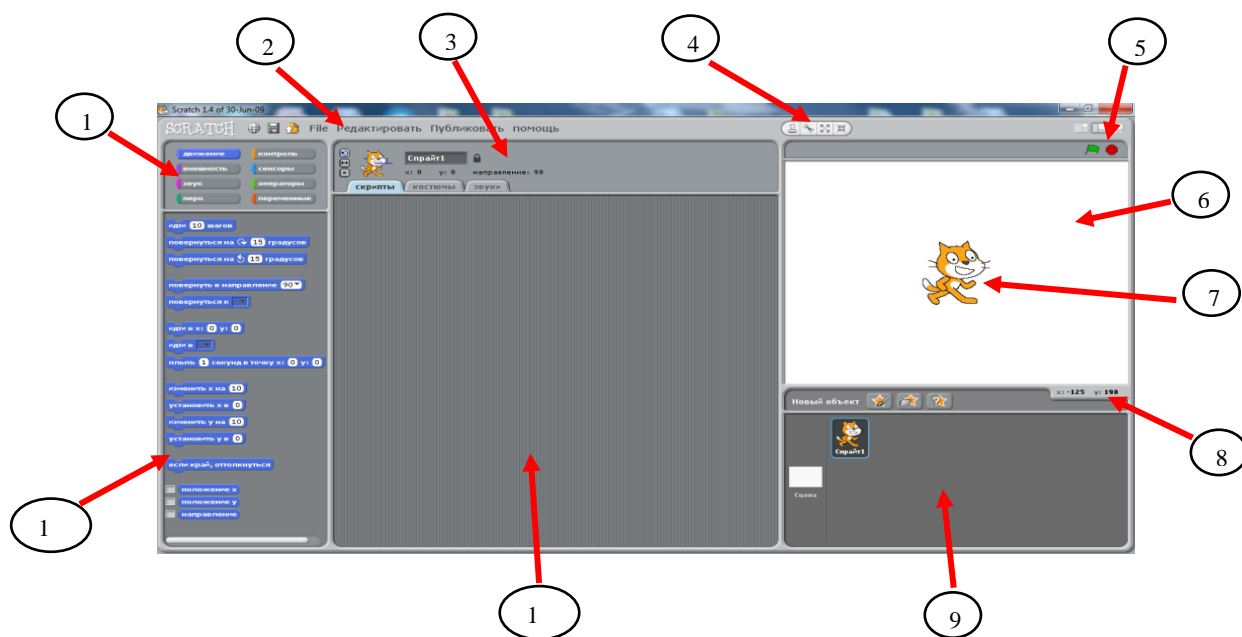 2
3
4
5
1
Scratch 1.4 of 30-Jun-09
SCRATCH File Редактировать Публиковать помощь
движение контроль
внешность сенсоры
звук операторы
перо переменные
Спрайт1
x: 0 y: 0 направление: 90
скрипты костюмы звуки
идти 10 шагов
повернуться на 15 градусов
повернуться на 15 градусов
повернуть в направление 90
повернуться к
идти в x: 0 y: 0
идти в
плыть 1 секунд в точку x: 0 y: 0
изменить x на 10
установить x в 0
изменить y на 10
установить y в 0
если край, оттолкнуться
положение x
положение y
направление
6
7
x: -125 y: 198
Новый объект
Спрайт1
Сцена
8
1
1
9